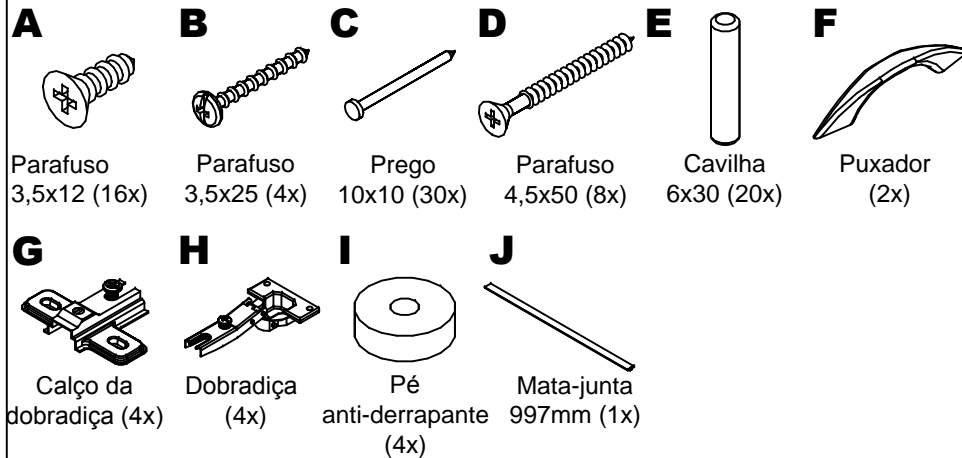 A B C D E F
Parafuso
3,5x12 (16x)
Parafuso
3,5x25 (4x)
Prego
10x10 (30x)
Parafuso
4,5x50 (8x)
Cavilha
6x30 (20x)
Puxador
(2x)
G H I J
Calço da
dobradiça (4x)
Dobradiça
(4x)
Pé
anti-derrapante
(4x)
Mata-junta
997mm (1x)